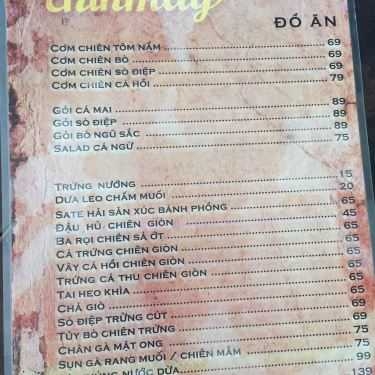 ĐỒ ĂN
CƠM CHIÊN TÔM NẤM 69
CƠM CHIÊN BÒ 69
CƠM CHIÊN SÒ ĐIỆP 69
CƠM CHIÊN CÁ HỒI 79
GỎI CÁ MAI 89
GỎI SÒ ĐIỆP 89
GỎI BÒ NGŨ SẮC 89
SALAD CÁ NGỪ 75
TRỨNG NƯỚNG 15
DƯA LEO CHẤM MUỐI 20
SATE HẢI SẢN XÚC BÁNH PHỒNG 65
ĐẬU HỦ CHIÊN GIÒN 45
BA RỌI CHIÊN SẢ ỚT 65
CÁ TRỨNG CHIÊN GIÒN 65
VÂY CÁ HỒI CHIÊN GIÒN 65
TRỨNG CÁ THU CHIÊN GIÒN 65
TAI HEO KHÌA 65
CHẢ GIÒ 65
SÒ ĐIỆP TRỨNG CÚT 65
TỦY BÒ CHIÊN TRỨNG 65
CHÂN GÀ MẬT ONG 75
SỤN GÀ RANG MUỐI / CHIÊN MẮM 99
NƯỚC DỪA 139